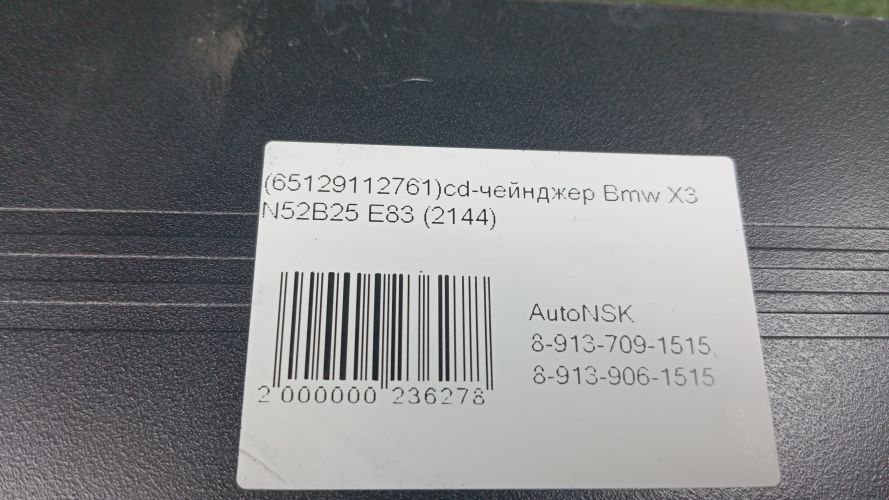 (65129112761)cd-чейнджер Bmw X3
N52B25 E83 (2144)
AutoNSK
8-913-709-1515,
8-913-906-1515
2 000000 236278